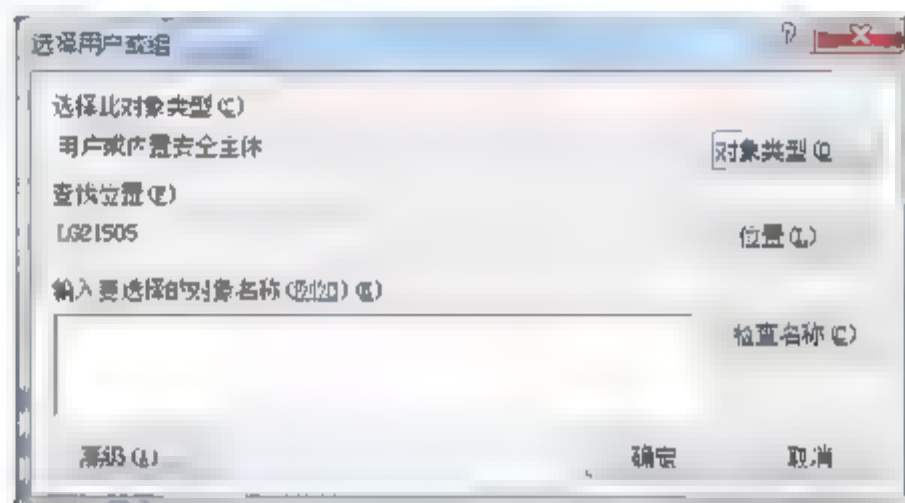 选择用户或组
选择此对象类型(S)
用户或内置安全主体
对象类型(O
查找位置(F)
LG21505
位置(L)
输入要选择的对象名称(例如)(E)
检查名称(C)
高级(A)
确定
取消